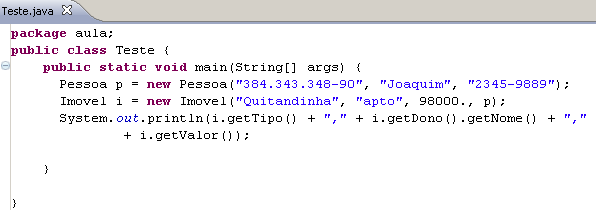 Teste.java
package aula;
public class Teste {
public static void main(String[] args) {
Pessoa p = new Pessoa("384.343.348-90", "Joaquim", "2345-9889");
Imovel i = new Imovel("Quitandinha", "apto", 98000., p);
System.out.println(i.getTipo() + "," + i.getDono().getNome() + ","
+ i.getValor());
}
}